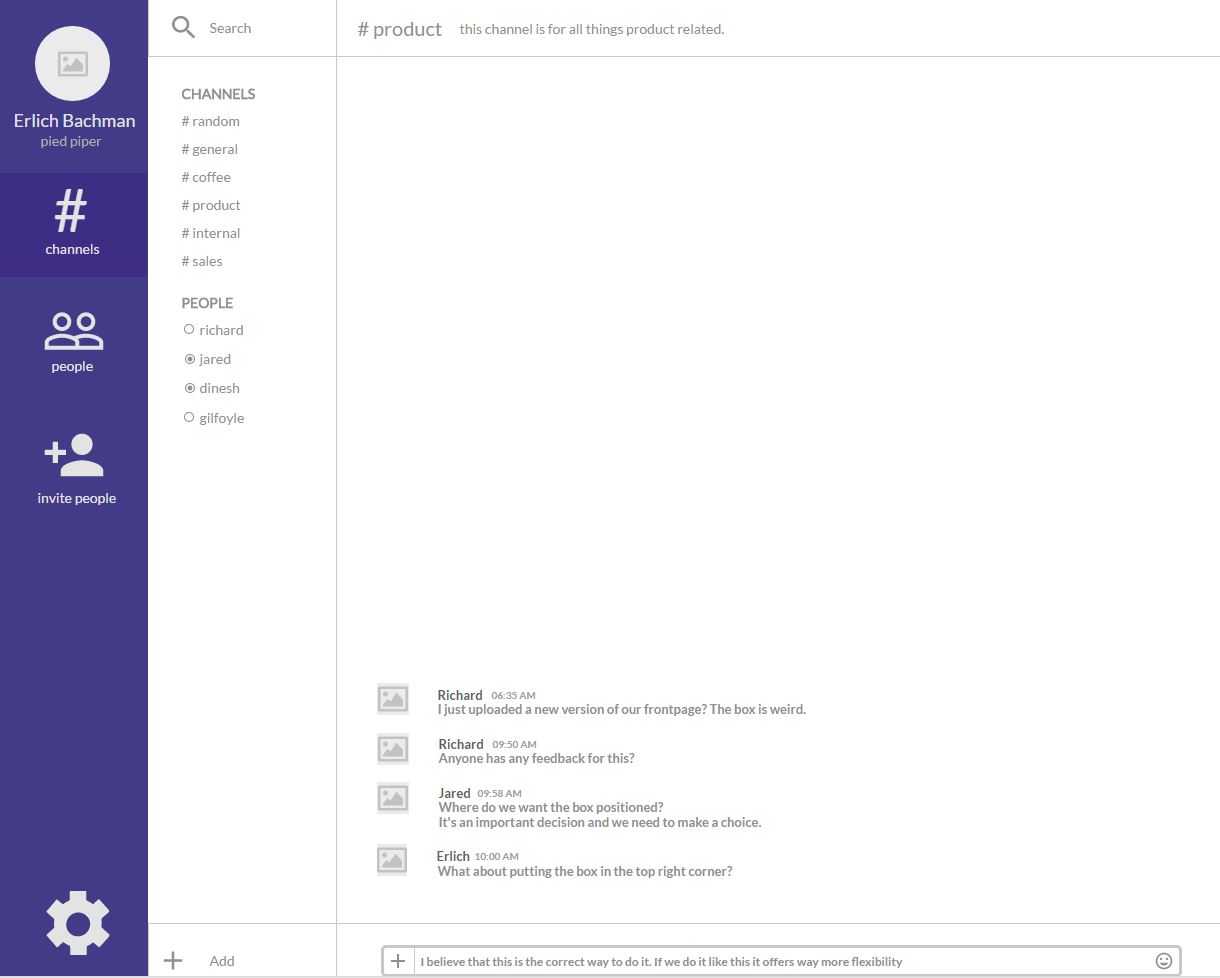 Erlich Bachman
pied piper
#
channels
people
invite people
Search
CHANNELS
# random
# general
# coffee
# product
# internal
# sales
PEOPLE
richard
jared
dinesh
gilfoyle
Add
# product this channel is for all things product related.
Richard 06:35 AM
I just uploaded a new version of our frontpage? The box is weird.
Richard 09:50 AM
Anyone has any feedback for this?
Jared 09:58 AM
Where do we want the box positioned?
It's an important decision and we need to make a choice.
Erlich 10:00 AM
What about putting the box in the top right corner?
I believe that this is the correct way to do it. If we do it like this it offers way more flexibility